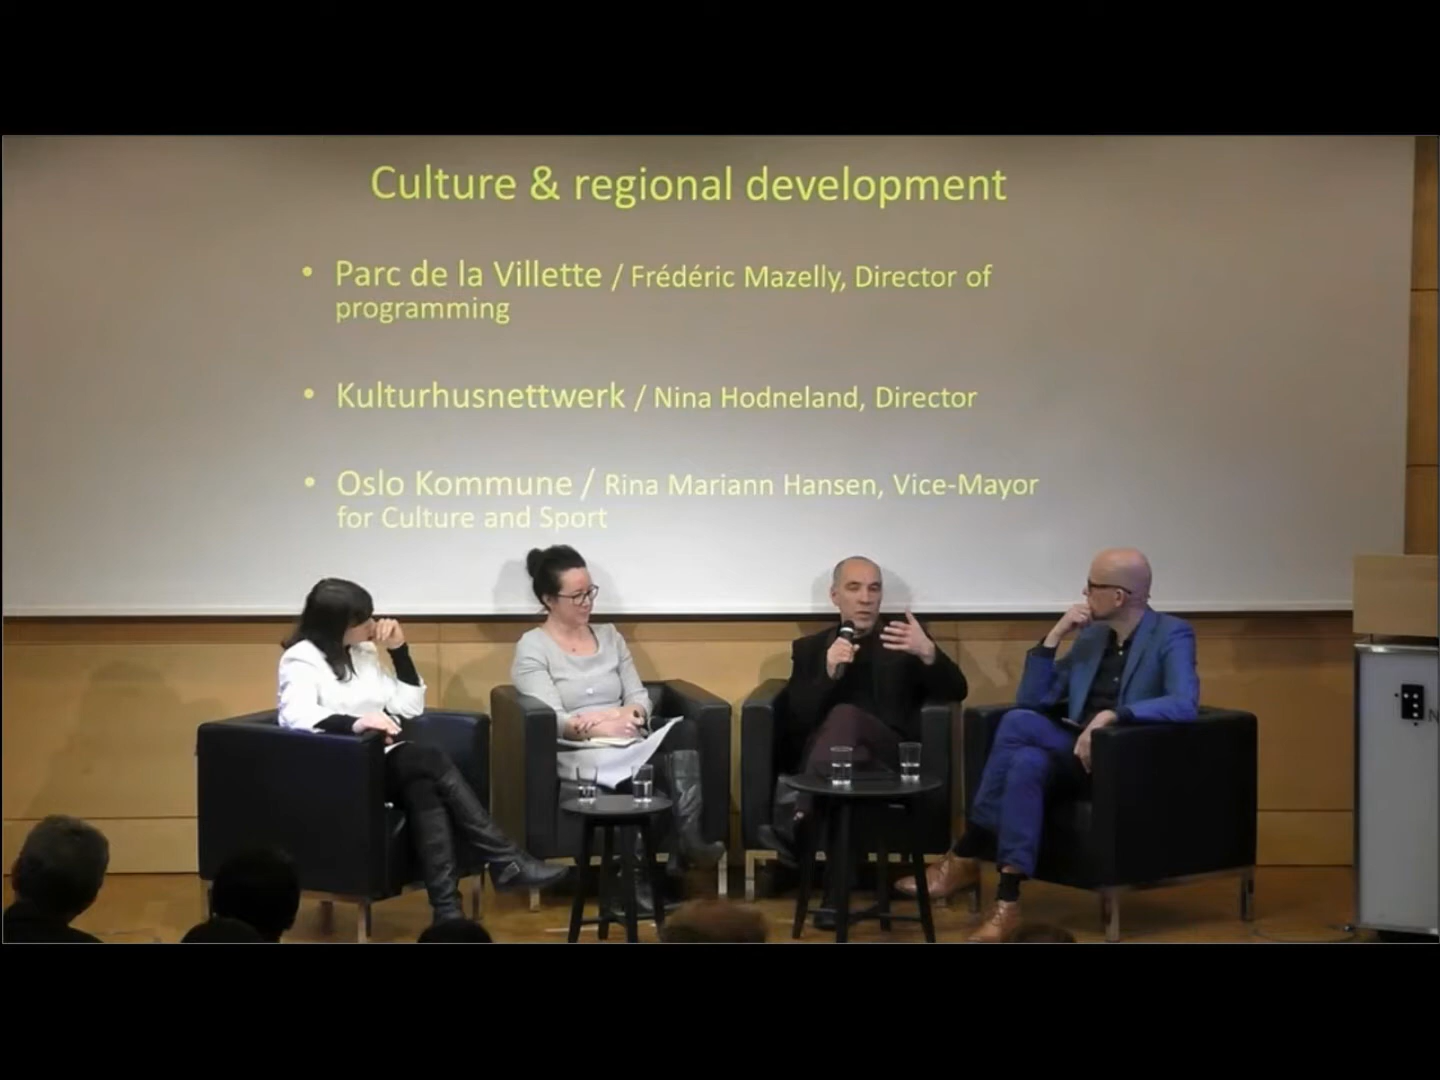 Culture & regional development
• Parc de la Villette / Frédéric Mazelly, Director of
programming
• Kulturhusnettwerk / Nina Hodneland, Director
• Oslo Kommune / Rina Mariann Hansen, Vice-Mayor
for Culture and Sport
N